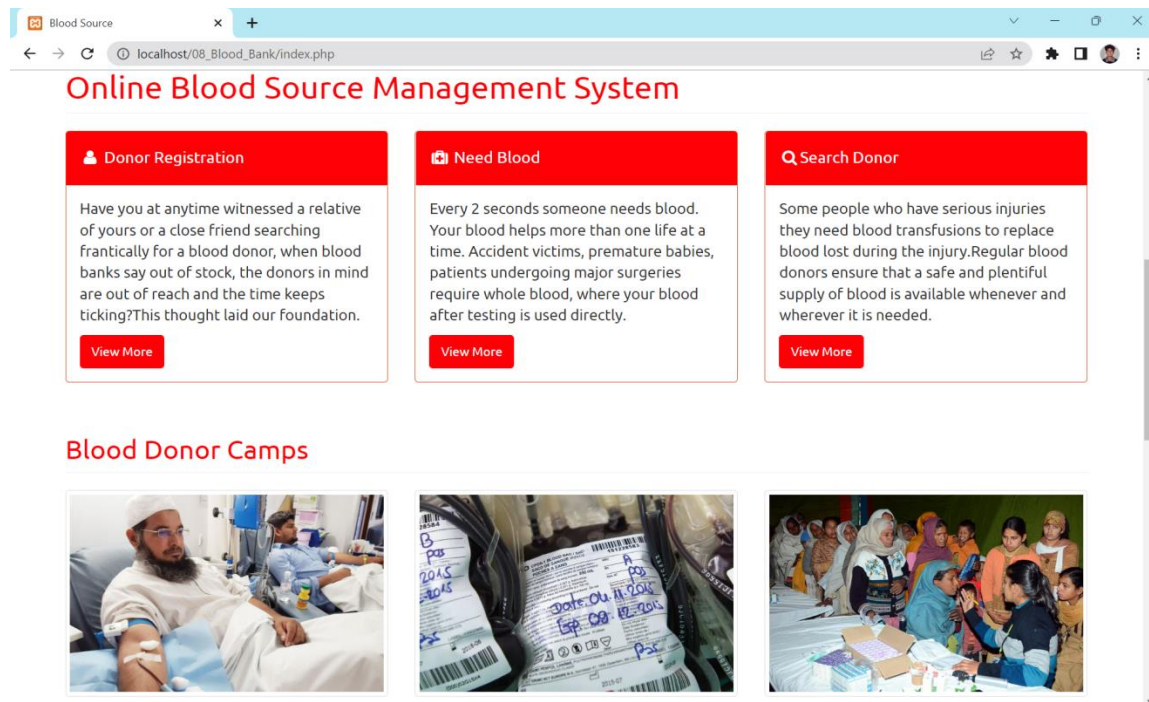 Blood Source
localhost/08_Blood_Bank/index.php
Online Blood Source Management System
Donor Registration
Have you at anytime witnessed a relative
of yours or a close friend searching
frantically for a blood donor, when blood
banks say out of stock, the donors in mind
are out of reach and the time keeps
ticking?This thought laid our foundation.
View More
Need Blood
Every 2 seconds someone needs blood.
Your blood helps more than one life at a
time. Accident victims, premature babies,
patients undergoing major surgeries
require whole blood, where your blood
after testing is used directly.
View More
Search Donor
Some people who have serious injuries
they need blood transfusions to replace
blood lost during the injury.Regular blood
donors ensure that a safe and plentiful
supply of blood is available whenever and
wherever it is needed.
View More
Blood Donor Camps
B
pos
2015
A
pos
Date. 04.11.2015
Exp. 09.12-2015